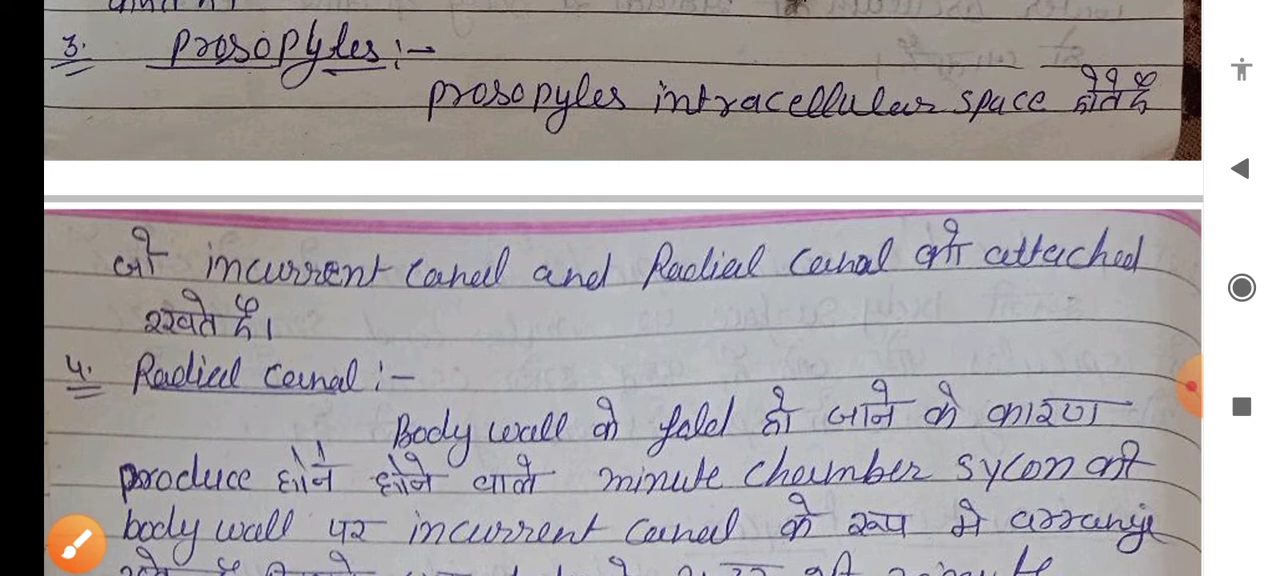 3. Prosopyles :-
prosopyles intracellular space होते है
जो incurrent canal and Radial canal को attached
रखते है।
4. Radial canal :-
Body wall के fold हो जाने के कारण
produce होने होने वाले minute chamber sycon की
body wall पर incurrent canal के रूप मे arrange